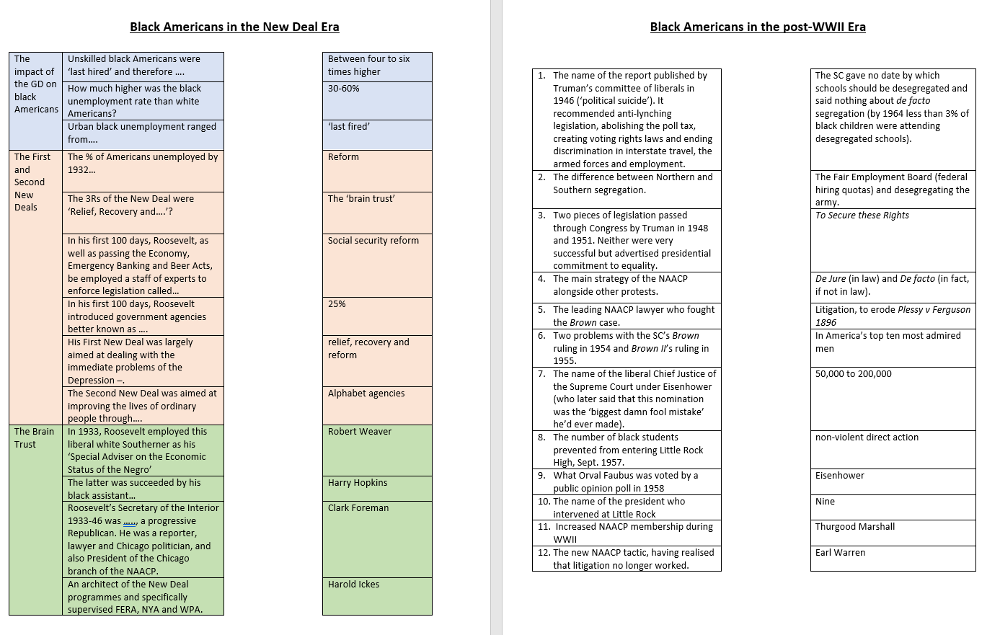 Black Americans in the New Deal Era
The
impact of
the GD on
black
Americans
Unskilled black Americans were
‘last hired’ and therefore ….
Between four to six
times higher
How much higher was the black
unemployment rate than white
Americans?
30-60%
Urban black unemployment ranged
from….
‘last fired’
The First
and
Second
New
Deals
The % of Americans unemployed by
1932…
Reform
The 3Rs of the New Deal were
‘Relief, Recovery and….’?
The ‘brain trust’
In his first 100 days, Roosevelt, as
well as passing the Economy,
Emergency Banking and Beer Acts,
be employed a staff of experts to
enforce legislation called…
Social security reform
In his first 100 days, Roosevelt
introduced government agencies
better known as ….
25%
His First New Deal was largely
aimed at dealing with the
immediate problems of the
Depression –.
relief, recovery and
reform
The Second New Deal was aimed at
improving the lives of ordinary
people through….
Alphabet agencies
The Brain
Trust
In 1933, Roosevelt employed this
liberal white Southerner as his
‘Special Adviser on the Economic
Status of the Negro’
Robert Weaver
The latter was succeeded by his
black assistant…
Harry Hopkins
Roosevelt’s Secretary of the Interior
1933-46 was ….., a progressive
Republican. He was a reporter,
lawyer and Chicago politician, and
also President of the Chicago
branch of the NAACP.
Clark Foreman
An architect of the New Deal
programmes and specifically
supervised FERA, NYA and WPA.
Harold Ickes
Black Americans in the post-WWII Era
1. The name of the report published by
Truman’s committee of liberals in
1946 (‘political suicide’). It
recommended anti-lynching
legislation, abolishing the poll tax,
creating voting rights laws and ending
discrimination in interstate travel, the
armed forces and employment.
The SC gave no date by which
schools should be desegregated and
said nothing about de facto
segregation (by 1964 less than 3% of
black children were attending
desegregated schools).
2. The difference between Northern and
Southern segregation.
The Fair Employment Board (federal
hiring quotas) and desegregating the
army.
3. Two pieces of legislation passed
through Congress by Truman in 1948
and 1951. Neither were very
successful but advertised presidential
commitment to equality.
To Secure these Rights
4. The main strategy of the NAACP
alongside other protests.
De Jure (in law) and De facto (in fact,
if not in law).
5. The leading NAACP lawyer who fought
the Brown case.
Litigation, to erode Plessy v Ferguson
1896
6. Two problems with the SC’s Brown
ruling in 1954 and Brown II’s ruling in
1955.
In America’s top ten most admired
men
7. The name of the liberal Chief Justice of
the Supreme Court under Eisenhower
(who later said that this nomination
was the ‘biggest damn fool mistake’
he’d ever made).
50,000 to 200,000
8. The number of black students
prevented from entering Little Rock
High, Sept. 1957.
non-violent direct action
9. What Orval Faubus was voted by a
public opinion poll in 1958
Eisenhower
10. The name of the president who
intervened at Little Rock
Nine
11. Increased NAACP membership during
WWII
Thurgood Marshall
12. The new NAACP tactic, having realised
that litigation no longer worked.
Earl Warren